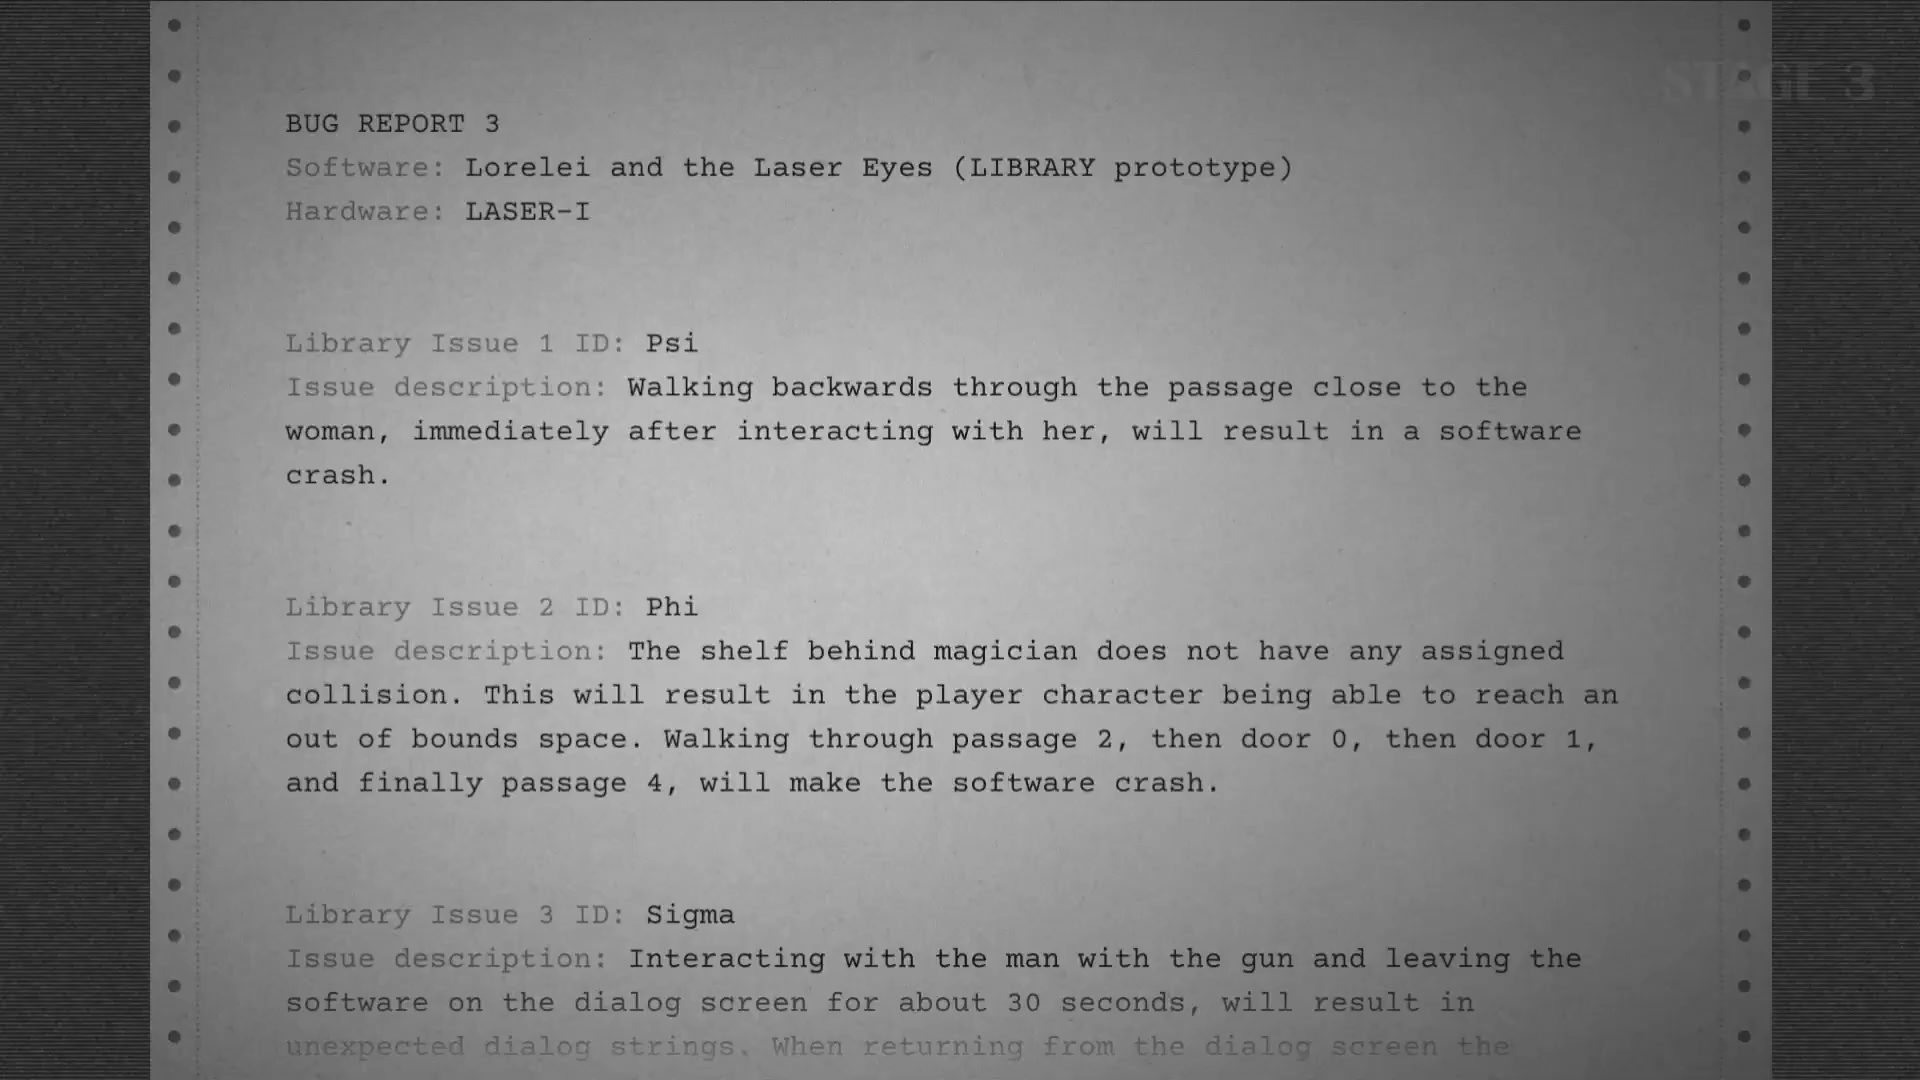 STAGE 3
BUG REPORT 3
Software: Lorelei and the Laser Eyes (LIBRARY prototype)
Hardware: LASER-I
Library Issue 1 ID: Psi
Issue description: Walking backwards through the passage close to the
woman, immediately after interacting with her, will result in a software
crash.
Library Issue 2 ID: Phi
Issue description: The shelf behind magician does not have any assigned
collision. This will result in the player character being able to reach an
out of bounds space. Walking through passage 2, then door 0, then door 1,
and finally passage 4, will make the software crash.
Library Issue 3 ID: Sigma
Issue description: Interacting with the man with the gun and leaving the
software on the dialog screen for about 30 seconds, will result in
unexpected dialog strings. When returning from the dialog screen the